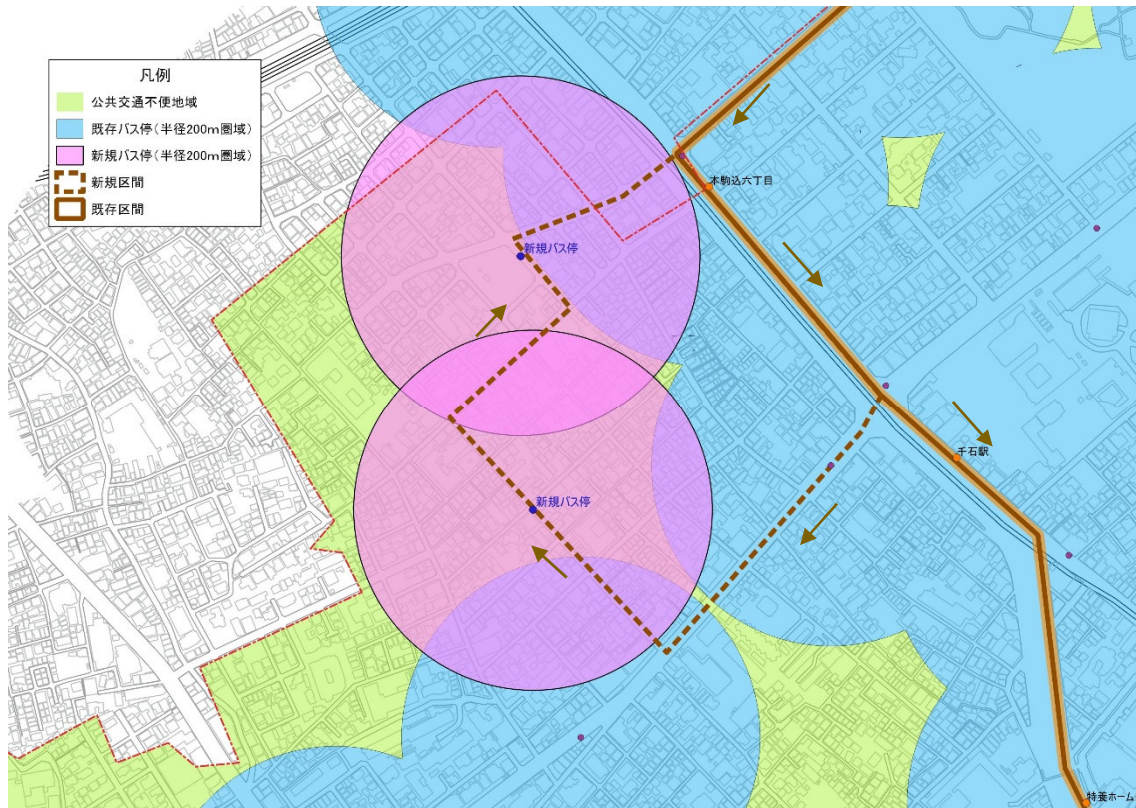 凡例
公共交通不便地域
既存バス停(半径200m圏域)
新規バス停(半径200m圏域)
新規区間
既存区間
本駒込六丁目
新規バス停
千石駅
新規バス停
特養ホーム